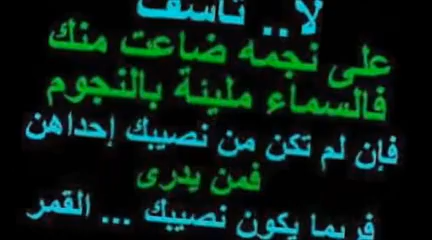 لا.. تأسف
على نجمه ضاعت منك
فالسماء مليئة بالنجوم
فإن لم تكن من نصيبك إحداهن
فمن يدرى
فربما يكون نصيبك ... القمر